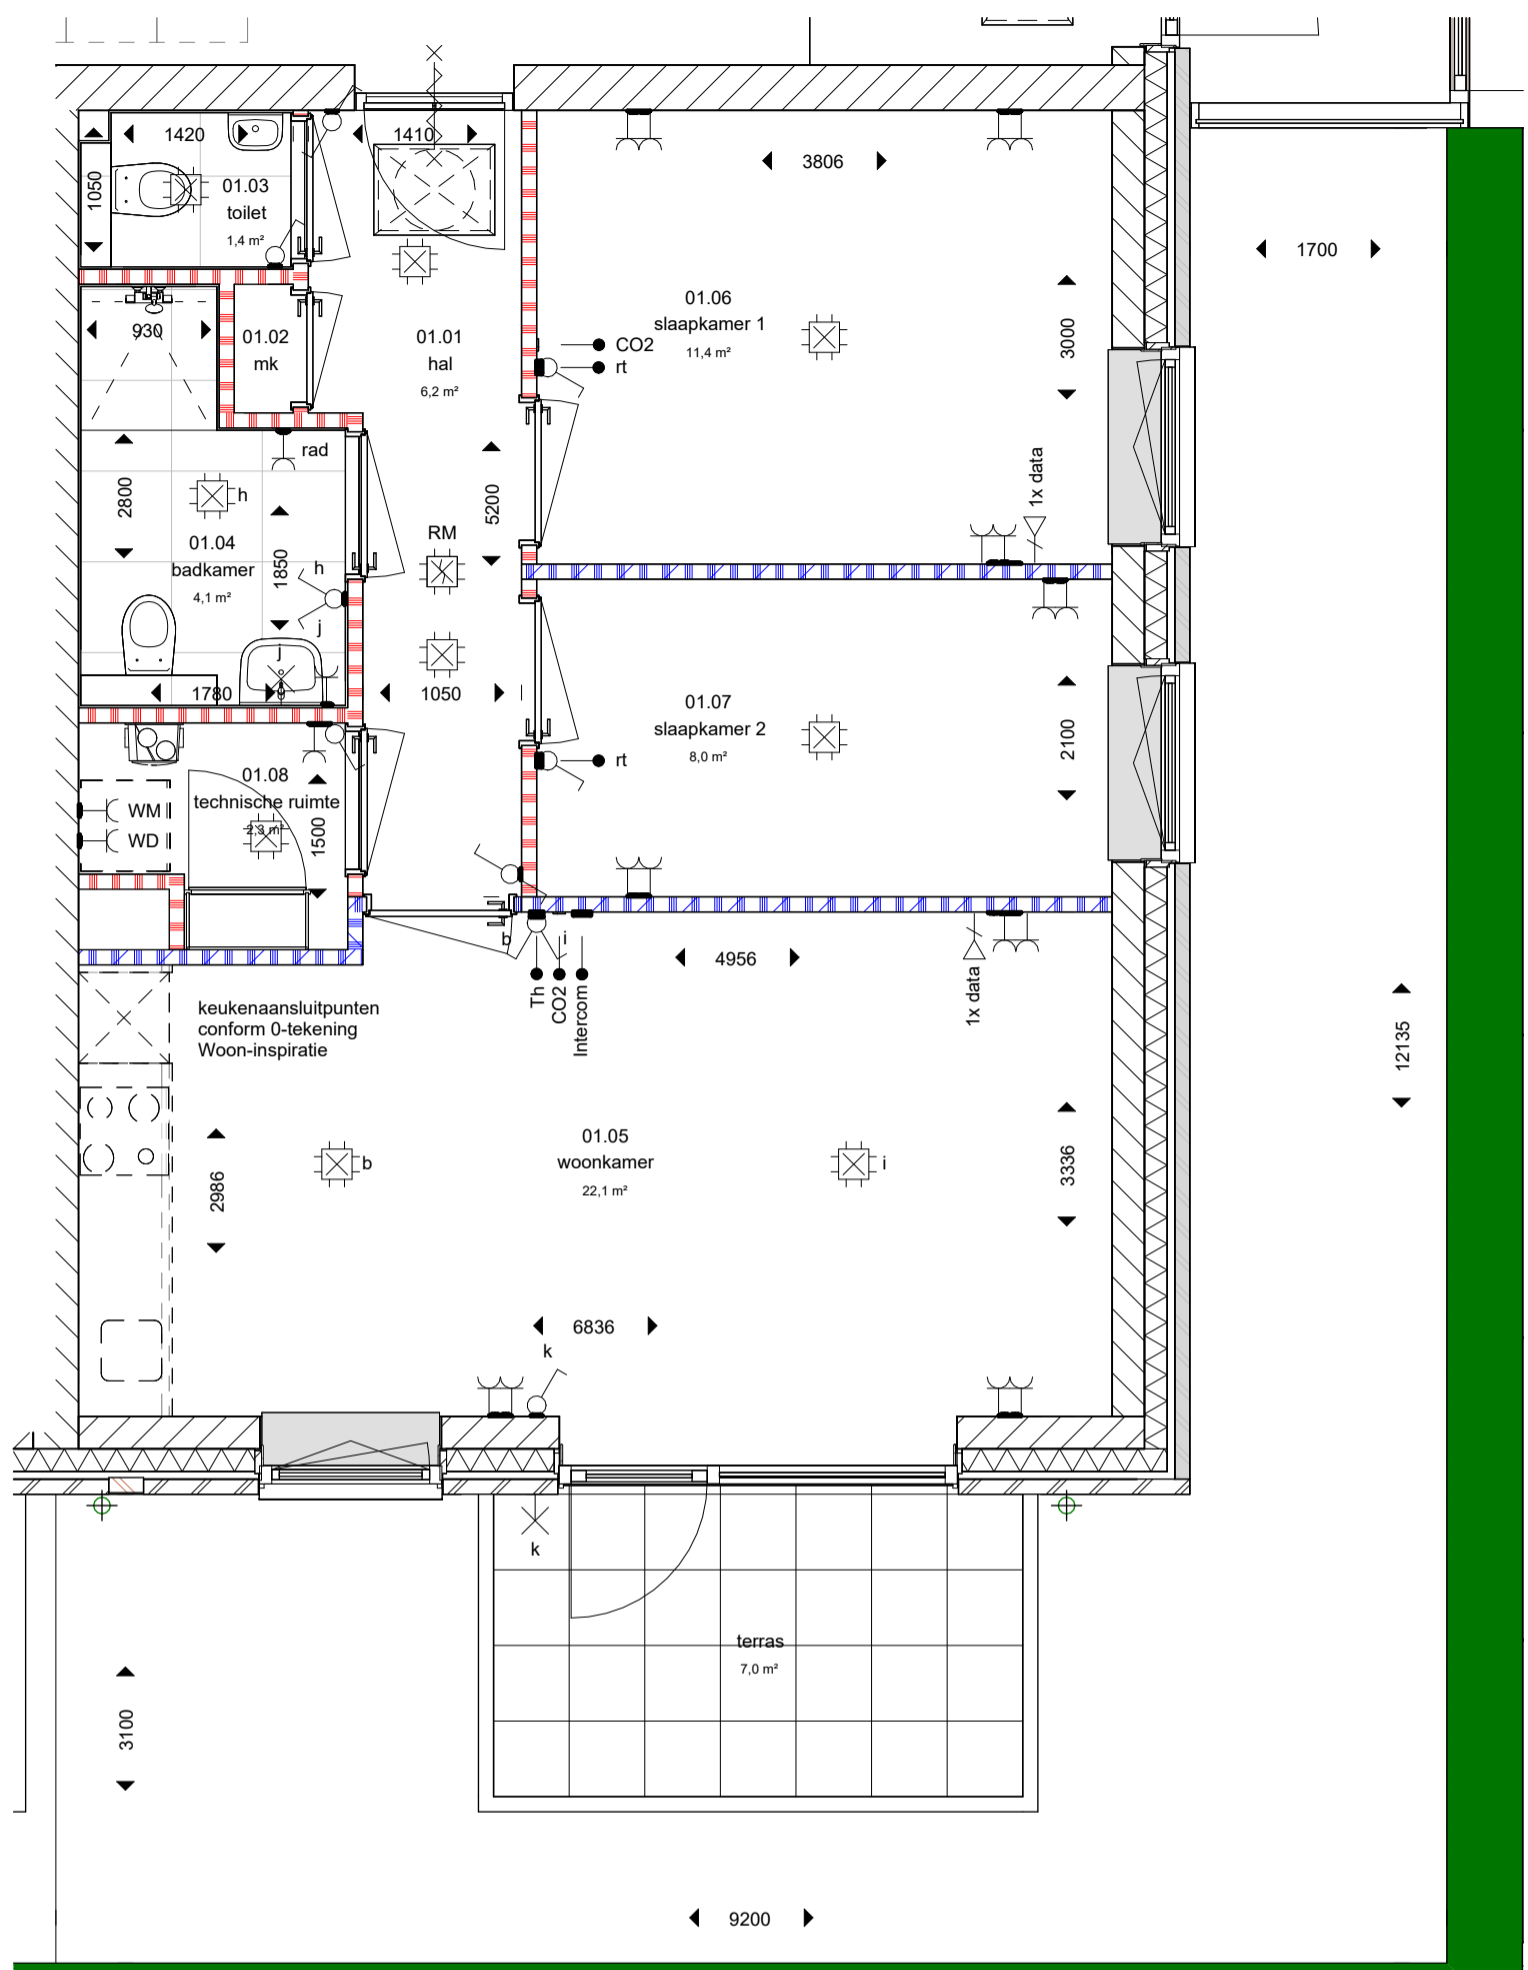 1420
1410
3806
1050
01.03
toilet
1,4 m²
1700
930
01.02
mk
01.01
hal
6,2 m²
01.06
slaapkamer 1
11,4 m²
3000
CO2
rt
rad
2800
h
5200
1x data
01.04
badkamer
4,1 m²
1850
h
j
RM
j
1780
1050
01.07
slaapkamer 2
8,0 m²
2100
rt
01.08
technische ruimte
2,3 m²
1500
WM
WD
b
i
Th
CO2
Intercom
4956
1x data
keukenaansluitpunten
conform 0-tekening
Woon-inspiratie
12135
01.05
woonkamer
22,1 m²
b
i
2986
3336
6836
k
k
terras
7,0 m²
3100
9200